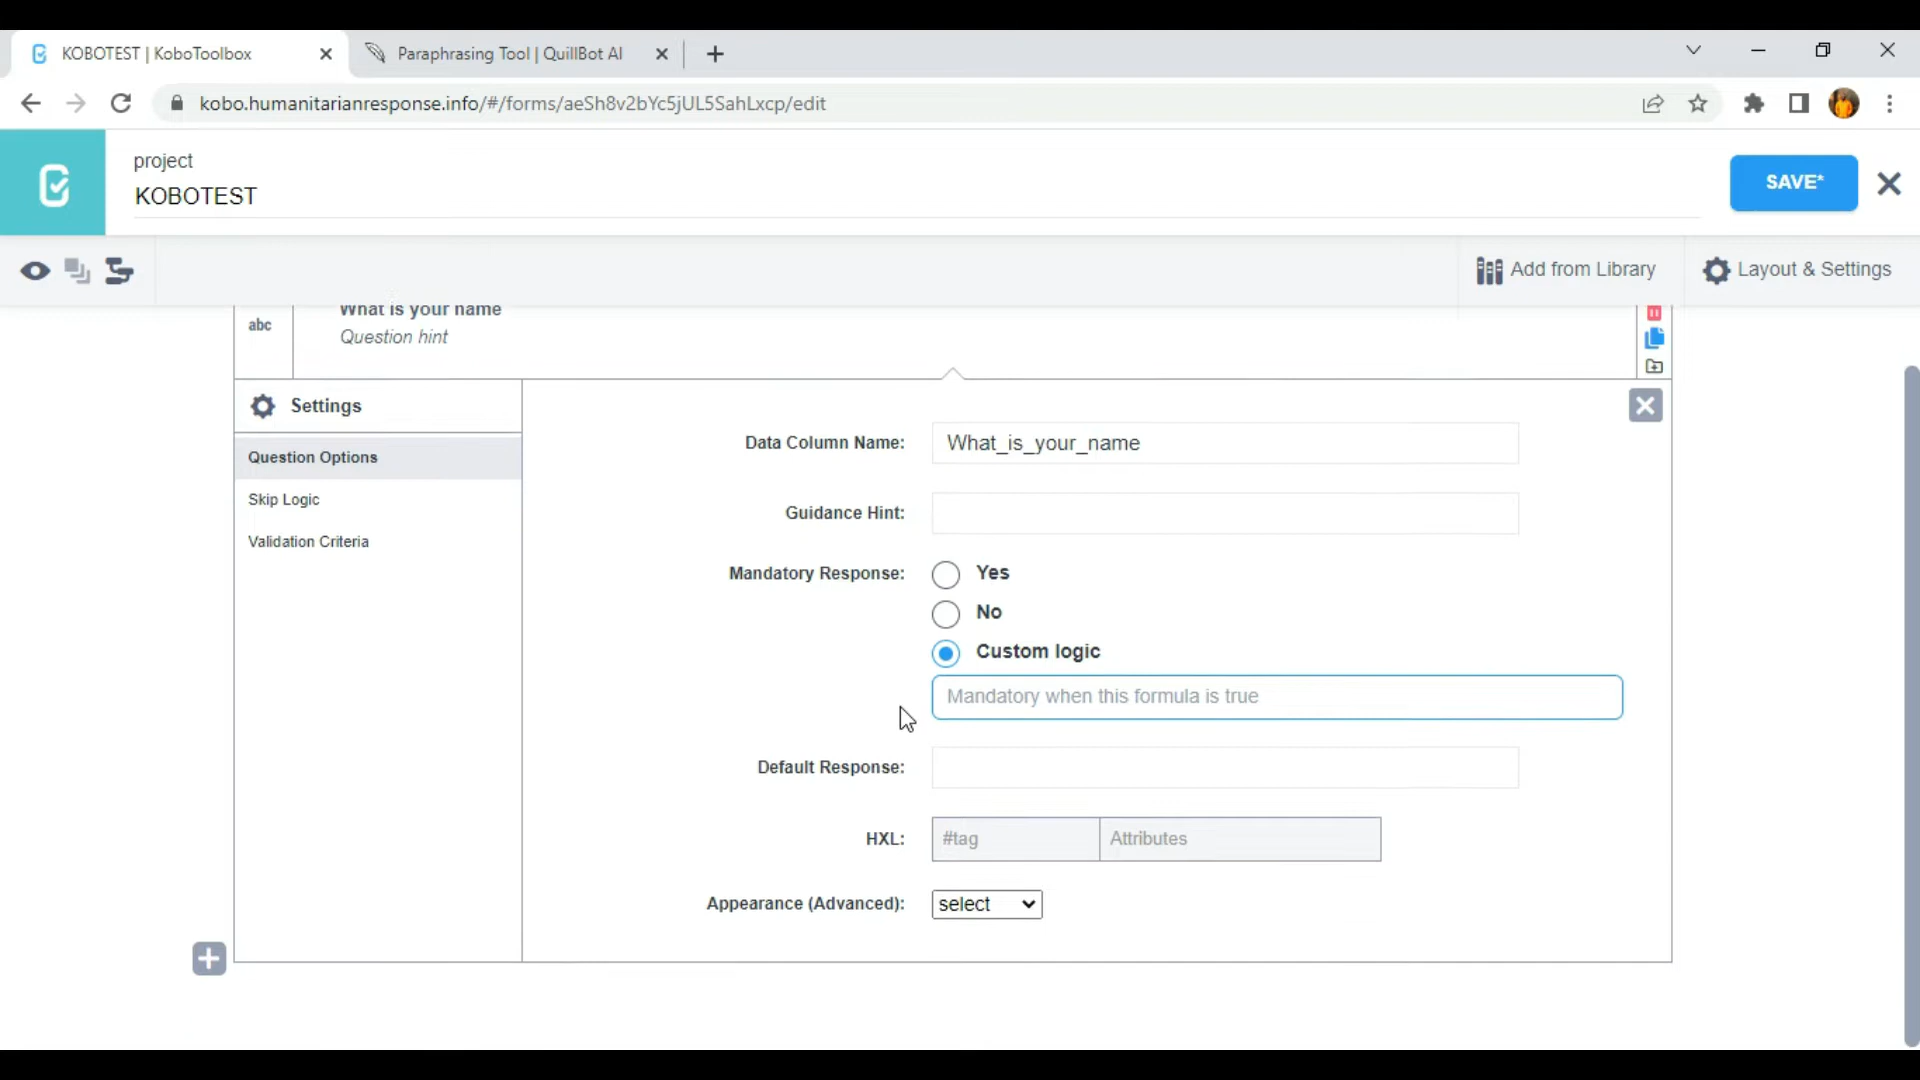 KOBOTEST | KoboToolbox
Paraphrasing Tool | QuillBot AI
kobo.humanitarianresponse.info/#/forms/aeSh8v2bYc5jUL5SahLxcp/edit
project
KOBOTEST
SAVE*
Add from Library
Layout & Settings
abc
What is your name
Question hint
Settings
Question Options
Skip Logic
Validation Criteria
Data Column Name:
What_is_your_name
Guidance Hint:
Mandatory Response:
Yes
No
Custom logic
Mandatory when this formula is true
Default Response:
HXL:
#tag
Attributes
Appearance (Advanced):
select